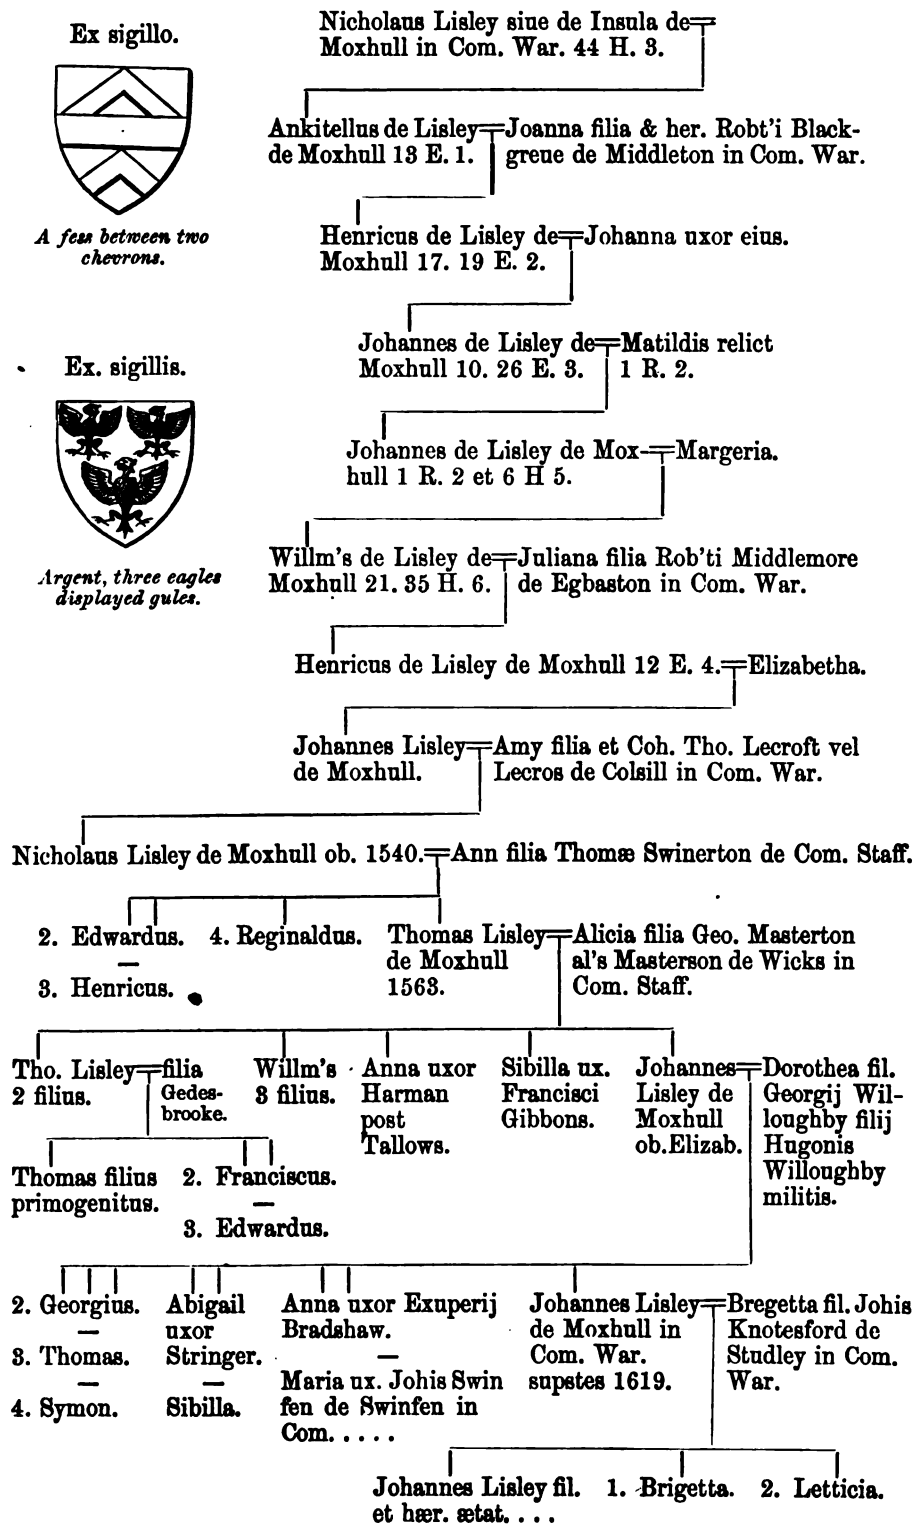 Ex sigillo.
A fess between two
chevrons.
Ex. sigillis.
Argent, three eagles
displayed gules.
Nicholaus Lisley siue de Insula de
Moxhull in Com. War. 44 H. 3.
Ankitellus de Lisley
de Moxhull 13 E. 1.
Joanna filia & her. Robt'i Black-
greue de Middleton in Com. War.
Henricus de Lisley de
Moxhull 17. 19 E. 2.
Johanna uxor eius.
Johannes de Lisley de
Moxhull 10. 26 E. 3.
Matildis relict
1 R. 2.
Johannes de Lisley de Mox-
hull 1 R. 2 et 6 H 5.
Margeria.
Willm's de Lisley de
Moxhull 21. 35 H. 6.
Juliana filia Rob'ti Middlemore
de Egbaston in Com. War.
Henricus de Lisley de Moxhull 12 E. 4.
Elizabetha.
Johannes Lisley
de Moxhull.
Amy filia et Coh. Tho. Lecroft vel
Lecros de Colsill in Com. War.
Nicholaus Lisley de Moxhull ob. 1540.
Ann filia Thomæ Swinerton de Com. Staff.
2. Edwardus.
—
3. Henricus.
4. Reginaldus.
Thomas Lisley
de Moxhull
1563.
Alicia filia Geo. Masterton
al's Masterson de Wicks in
Com. Staff.
Tho. Lisley
2 filius.
filia
Gedes-
brooke.
Willm's
3 filius.
Anna uxor
Harman
post
Tallows.
Sibilla ux.
Francisci
Gibbons.
Johannes
Lisley de
Moxhull
ob.Elizab.
Dorothea fil.
Georgij Wil-
loughby filij
Hugonis
Willoughby
militis.
Thomas filius
primogenitus.
2. Franciscus.
—
3. Edwardus.
2. Georgius.
—
3. Thomas.
—
4. Symon.
Abigail
uxor
Stringer.
—
Sibilla.
Anna uxor Exuperij
Bradshaw.
—
Maria ux. Johis Swin
fen de Swinfen in
Com. . . . .
Johannes Lisley
de Moxhull in
Com. War.
supstes 1619.
Bregetta fil. Johis
Knotesford de
Studley in Com.
War.
Johannes Lisley fil.
et hær. ætat. . . .
1. Brigetta.
2. Letticia.